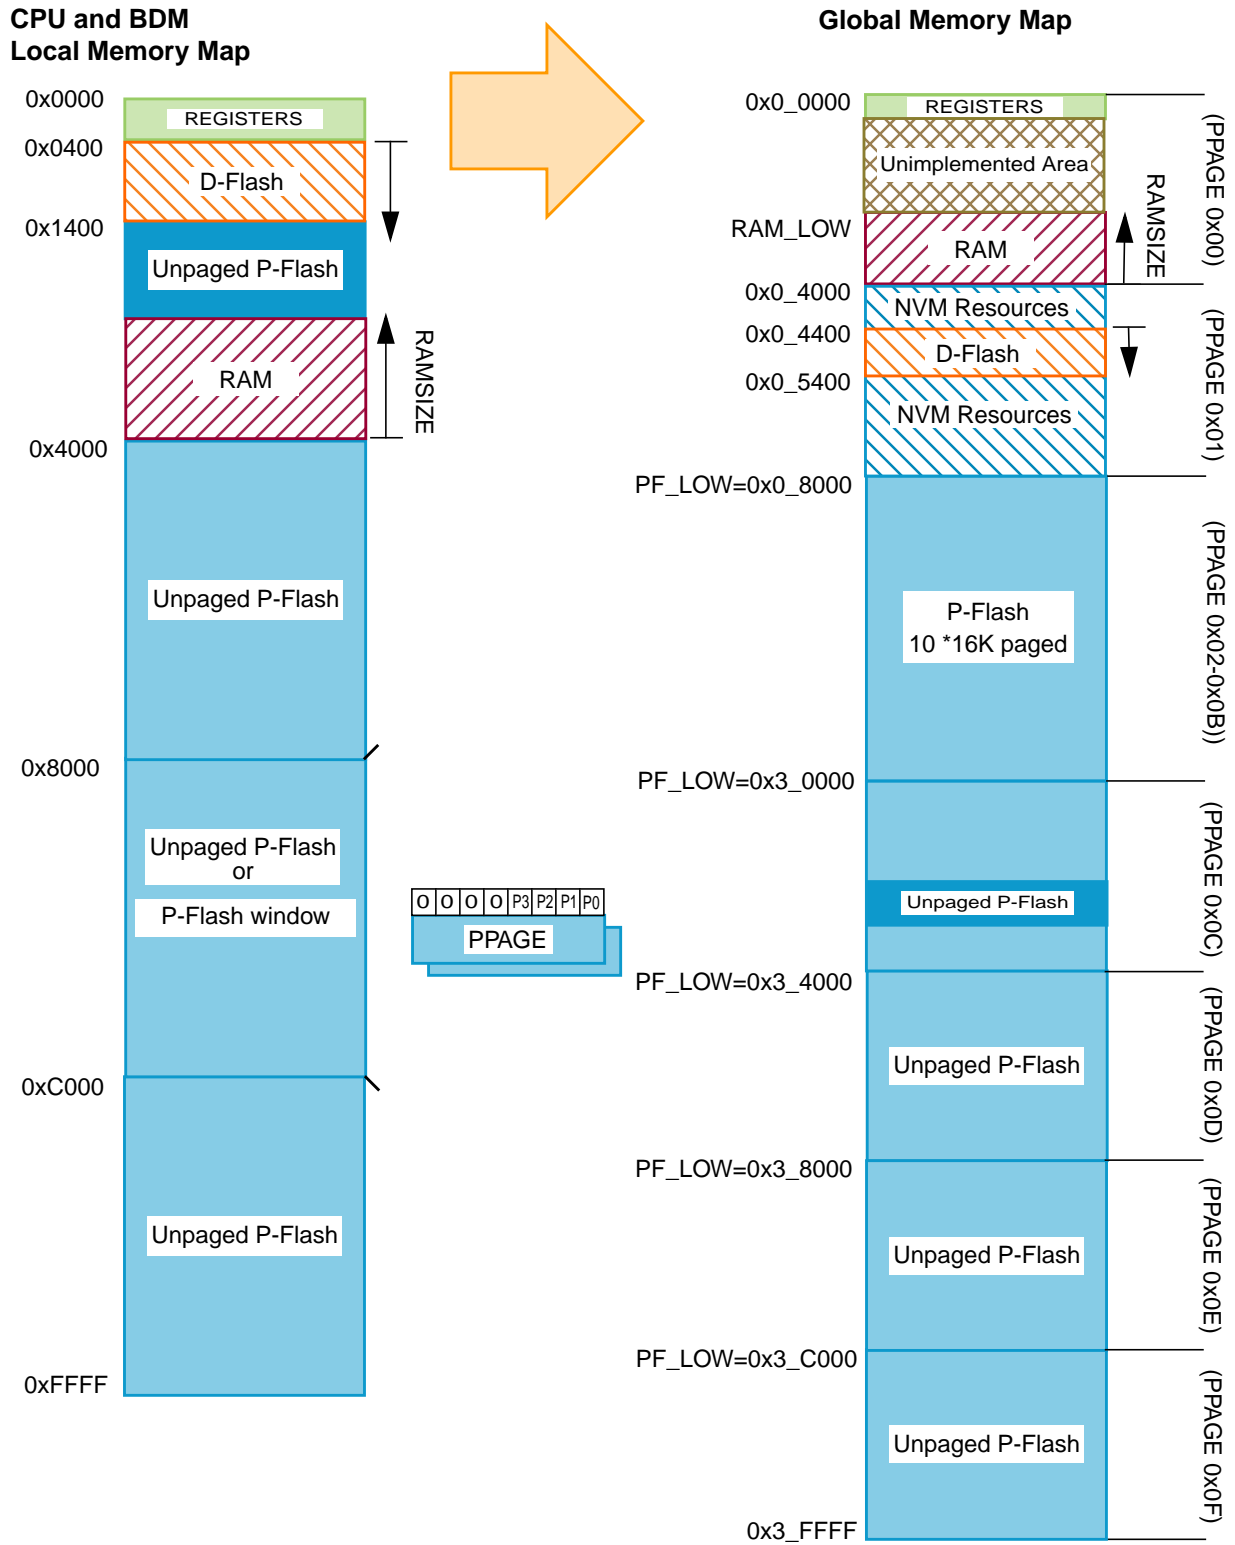 CPU and BDM
Local Memory Map
0x0000
REGISTERS
0x0400
D-Flash
0x1400
Unpaged P-Flash
RAM
RAMSIZE
0x4000
Unpaged P-Flash
0x8000
Unpaged P-Flash
or
P-Flash window
0xC000
Unpaged P-Flash
0xFFFF
0 0 0 0 P3 P2 P1 P0
PPAGE
Global Memory Map
0x0_0000
REGISTERS
Unimplemented Area
RAM_LOW
RAM
RAMSIZE
(PPAGE 0x00)
0x0_4000
NVM Resources
0x0_4400
D-Flash
0x0_5400
NVM Resources
(PPAGE 0x01)
PF_LOW=0x0_8000
P-Flash
10 *16K paged
(PPAGE 0x02-0x0B))
PF_LOW=0x3_0000
Unpaged P-Flash
(PPAGE 0x0C)
PF_LOW=0x3_4000
Unpaged P-Flash
(PPAGE 0x0D)
PF_LOW=0x3_8000
Unpaged P-Flash
(PPAGE 0x0E)
PF_LOW=0x3_C000
Unpaged P-Flash
(PPAGE 0x0F)
0x3_FFFF